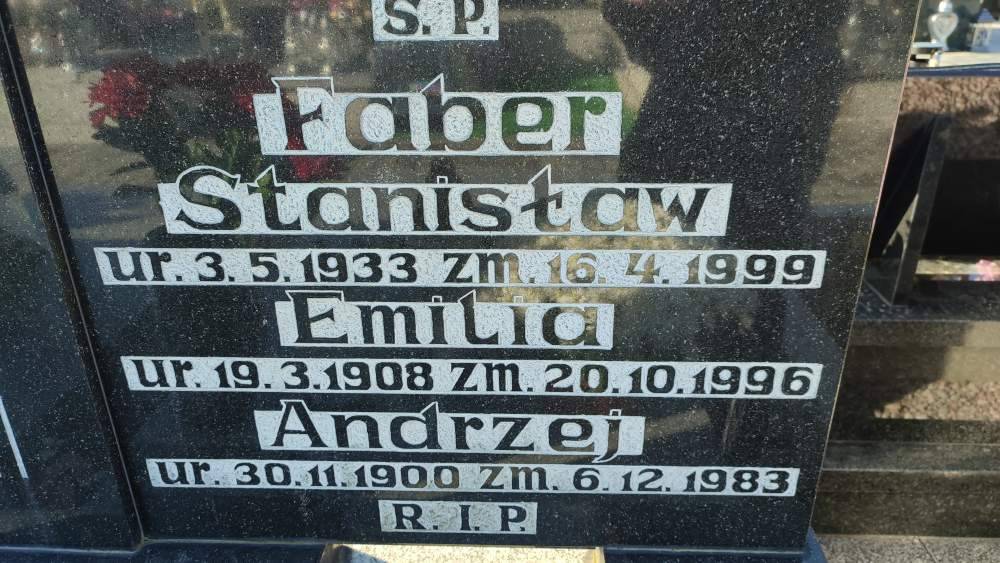 S. P.
Faber
Stanisław
ur. 3. 5. 1933 zm. 16. 4. 1999
Emilia
ur. 19. 3. 1908 zm. 20. 10. 1996
Andrzej
ur. 30. 11. 1900 zm. 6. 12. 1983
R. I. P.